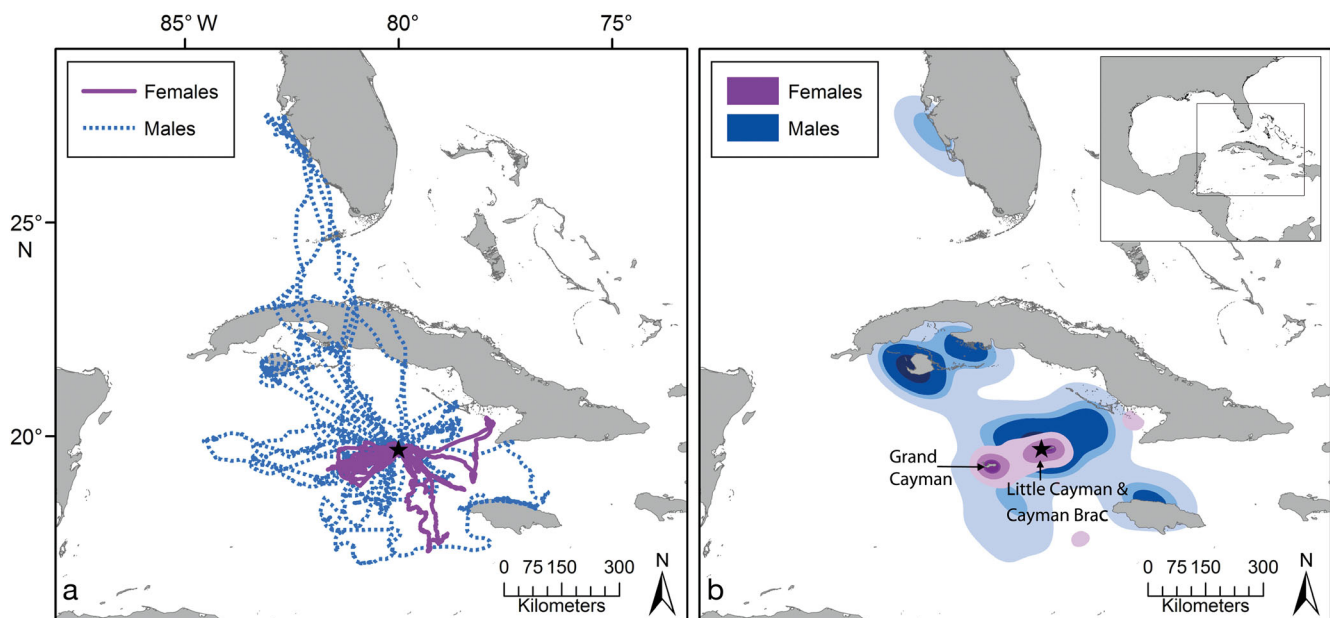 85° W
80°
75°
Females
Males
25°
N
20°
a
0 75 150 300
Kilometers
N
Females
Males
Grand
Cayman
Little Cayman &
Cayman Brac
b
0 75 150 300
Kilometers
N